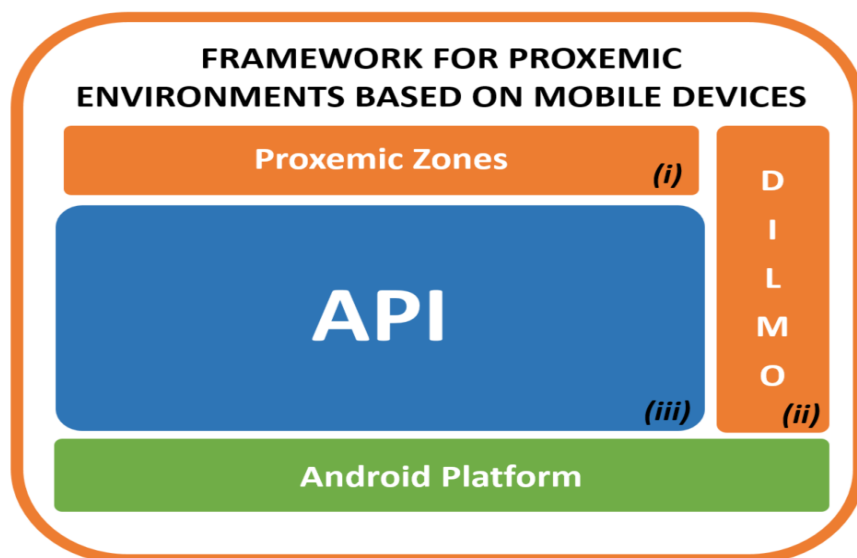 FRAMEWORK FOR PROXEMIC
ENVIRONMENTS BASED ON MOBILE DEVICES
Proxemic Zones
(i)
D
I
L
M
O
(ii)
API
(iii)
Android Platform